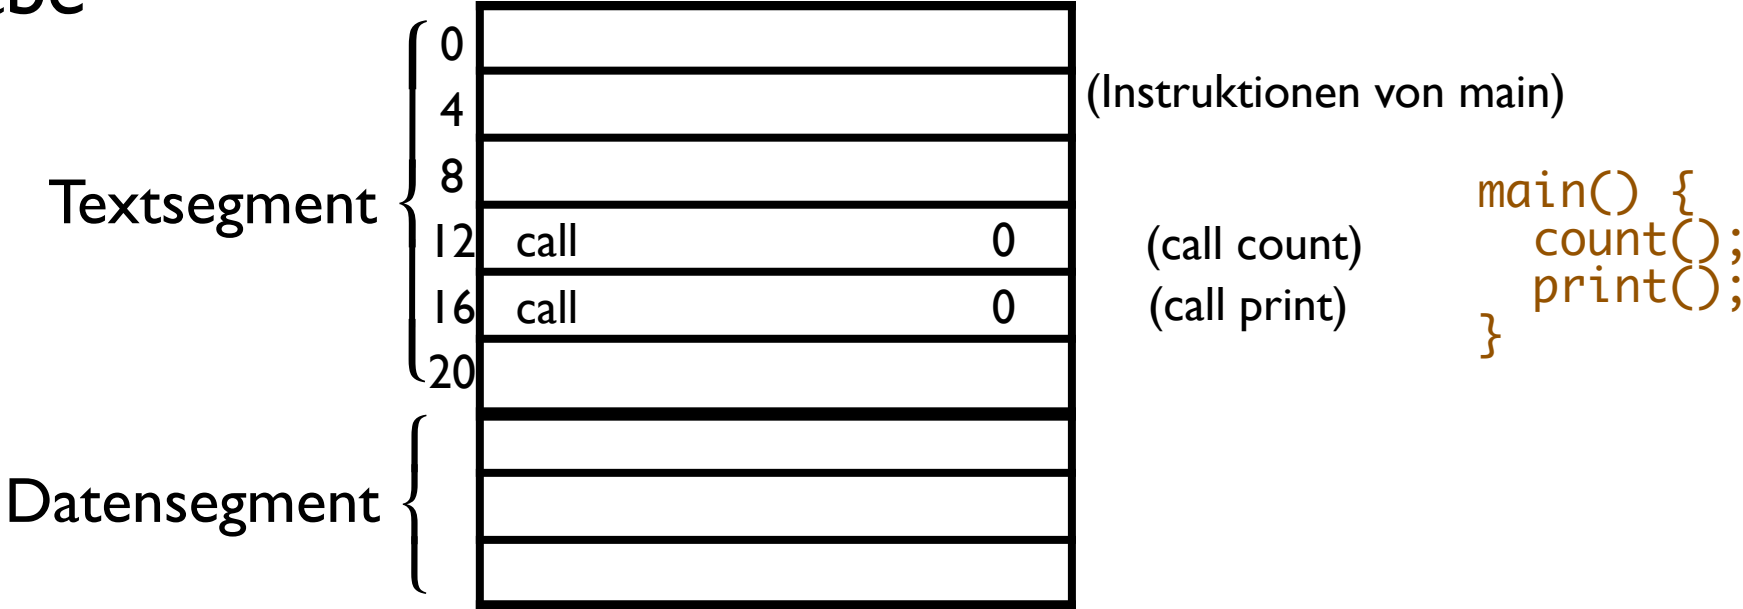 0
4
(Instruktionen von main)
8
Textsegment
main() {
12 call 0 (call count)
count();
16 call 0 (call print)
print();
}
20
Datensegment